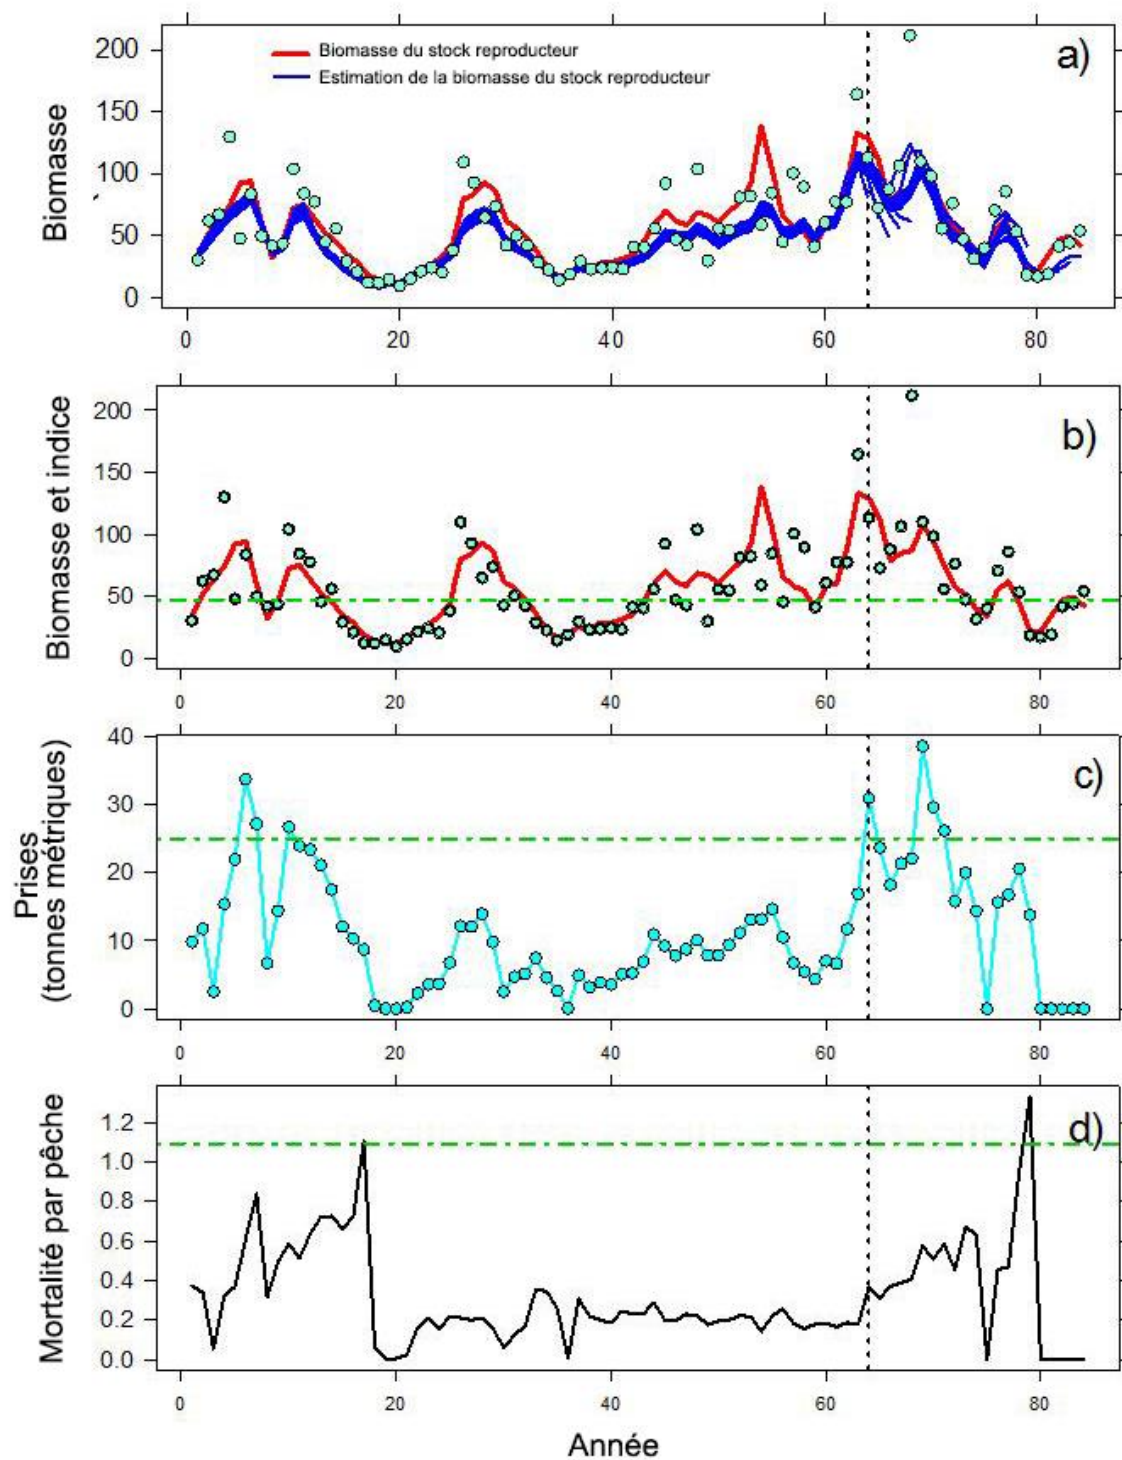 a)
Biomasse du stock reproducteur
Estimation de la biomasse du stock reproducteur
Biomasse
200
150
100
50
0
0 20 40 60 80
b)
Biomasse et indice
200
150
100
50
0
0 20 40 60 80
c)
Prises
(tonnes métriques)
40
30
20
10
0
0 20 40 60 80
d)
Mortalité par pêche
1.2
1.0
0.8
0.6
0.4
0.2
0.0
0 20 40 60 80
Année